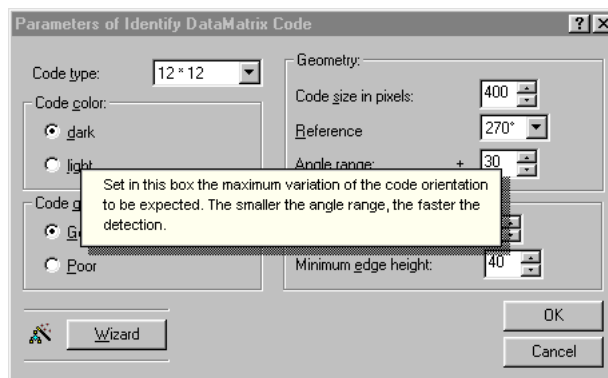 Parameters of Identify DataMatrix Code
Code type:
12 * 12
Code color:
dark
light
Code g
Poor
Geometry:
Code size in pixels:
400
Reference
270°
Angle range:
+
30
Set in this box the maximum variation of the code orientation
to be expected. The smaller the angle range, the faster the
detection.
Minimum edge height:
40
Wizard
OK
Cancel